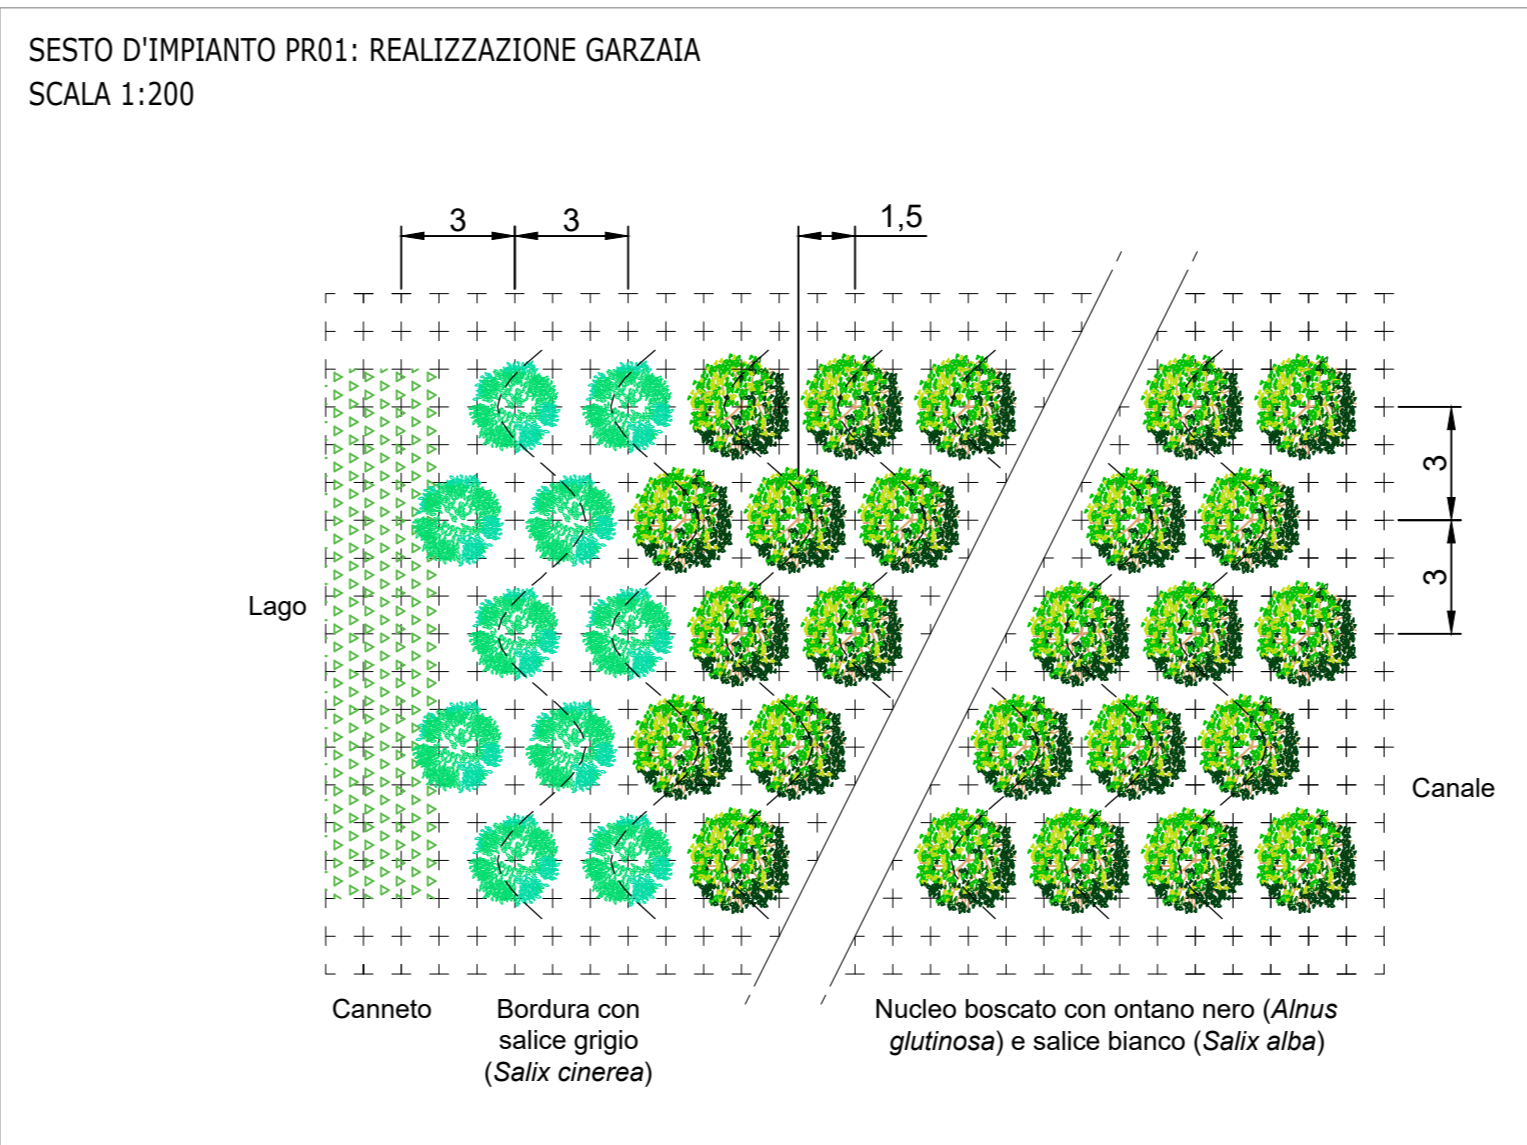 SESTO D'IMPIANTO PR01: REALIZZAZIONE GARZAIA
SCALA 1:200
3
3
1,5
3
3
Lago
Canale
Canneto
Bordura con
salice grigio
(Salix cinerea)
Nucleo boscato con ontano nero (Alnus
glutinosa) e salice bianco (Salix alba)